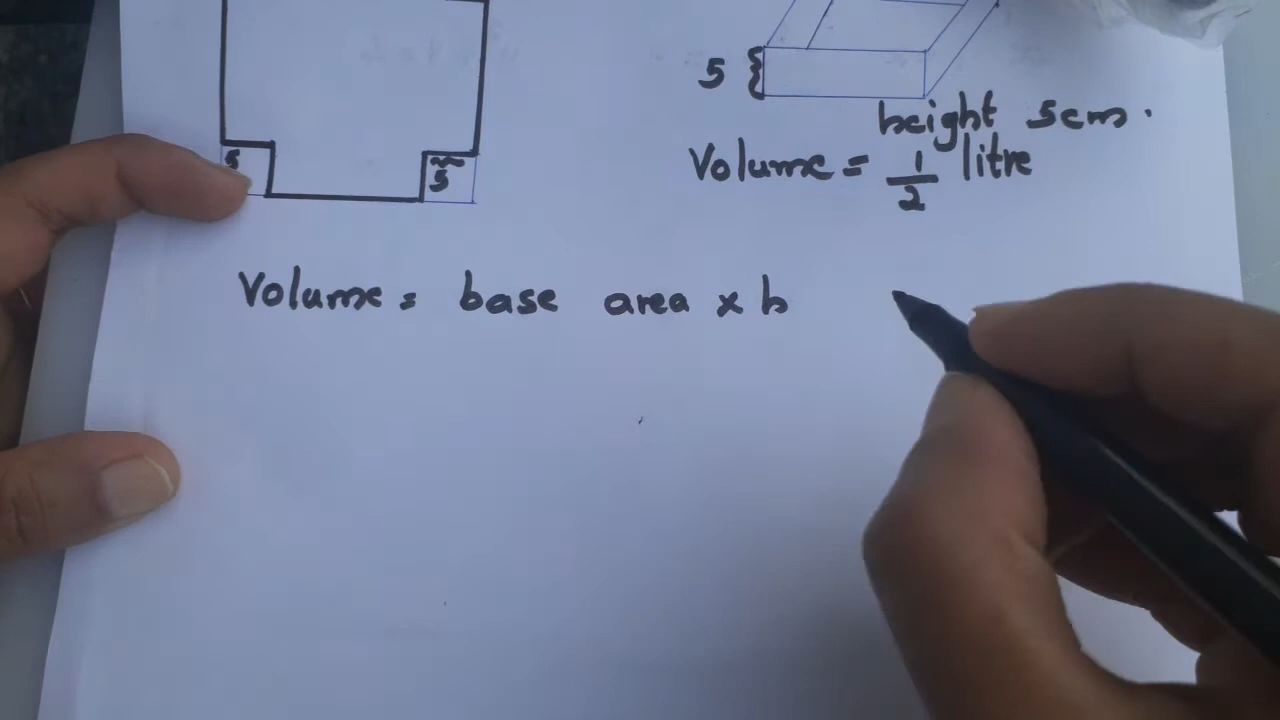 5 {
height 5cm.
5
5
Volume = 1/2 litre
Volume = base area x h